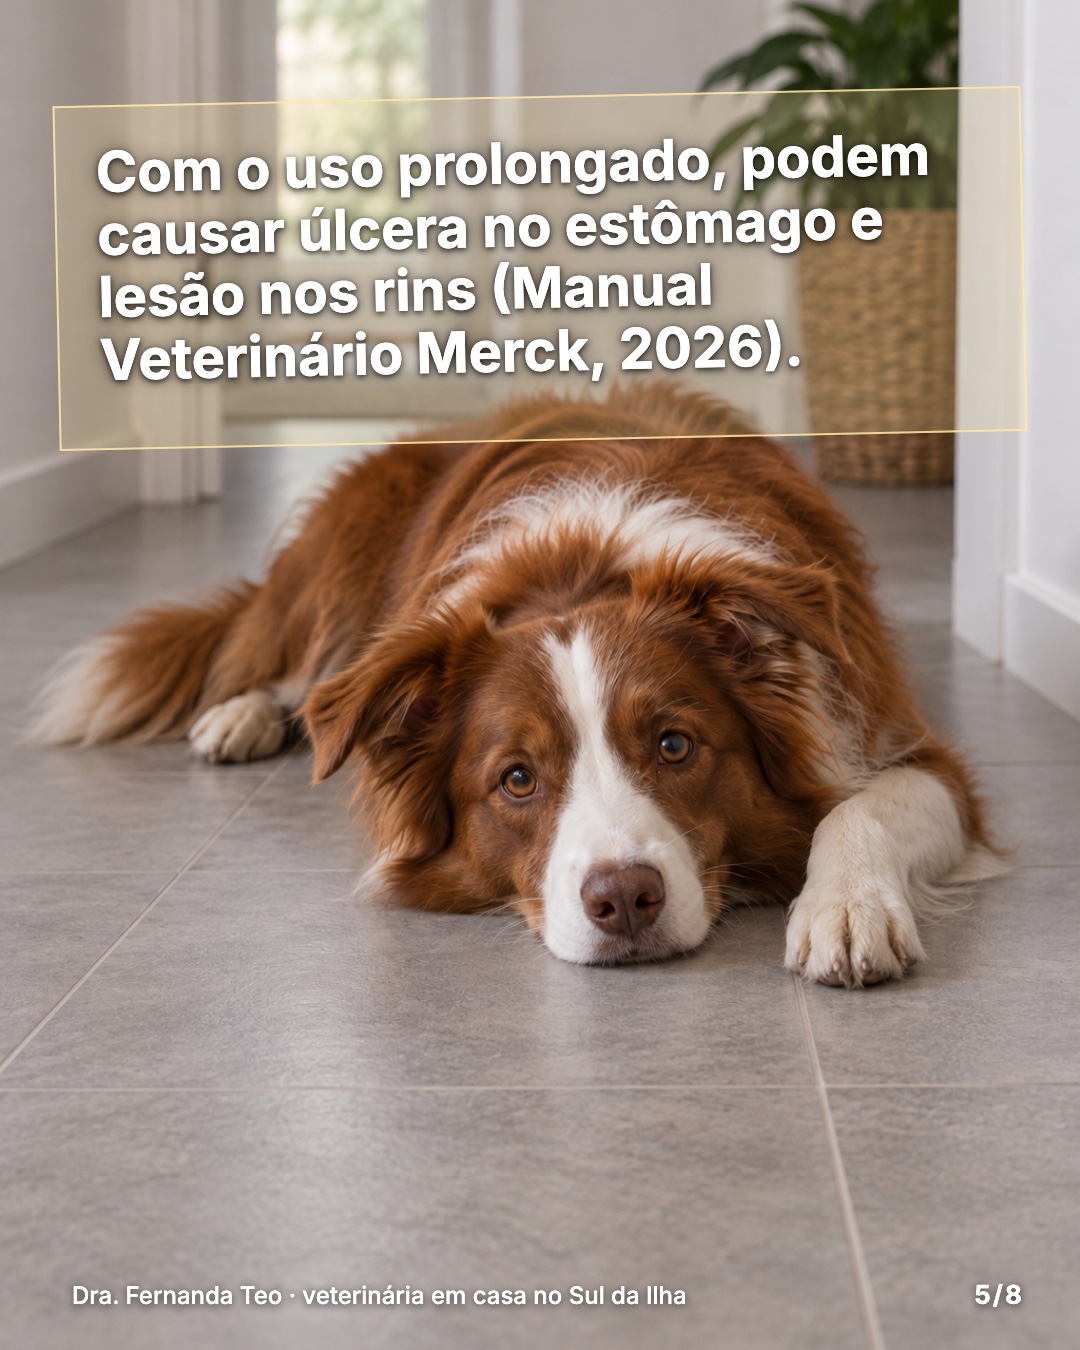 Com o uso prolongado, podem
causar úlcera no estômago e
lesão nos rins (Manual
Veterinário Merck, 2026).
Dra. Fernanda Teo · veterinária em casa no Sul da Ilha
5/8